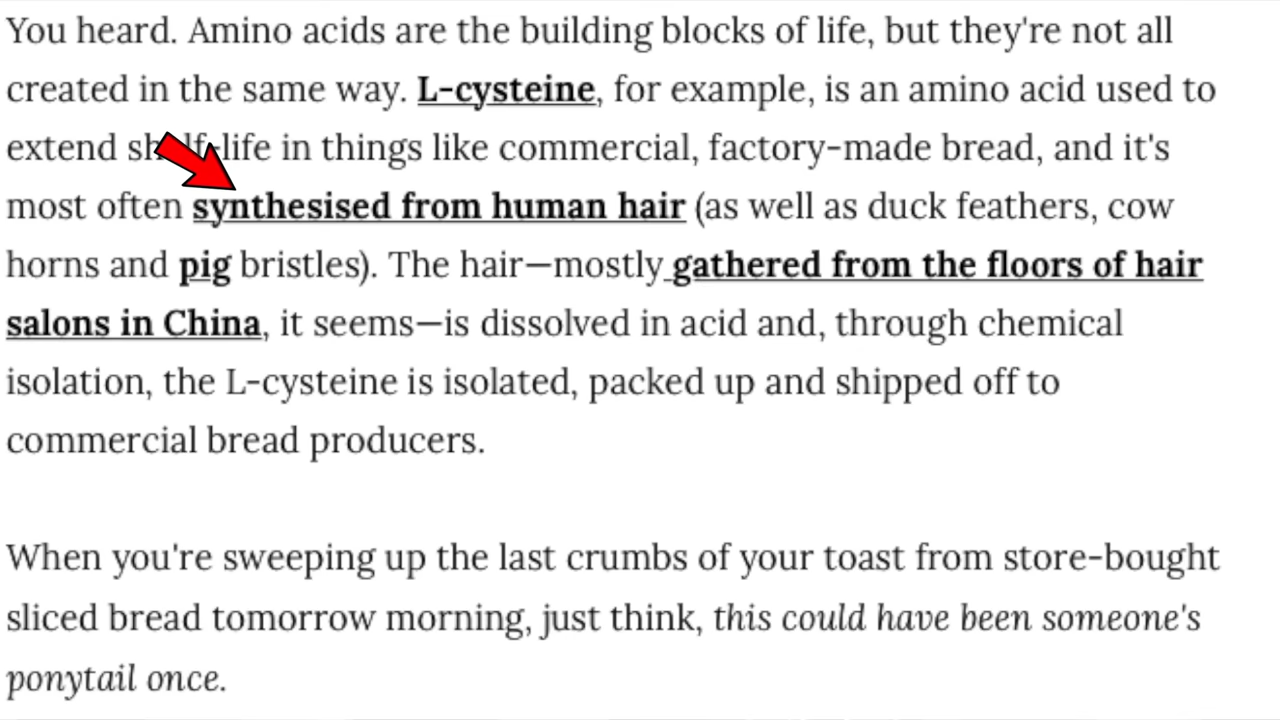 You heard. Amino acids are the building blocks of life, but they're not all
created in the same way. L-cysteine, for example, is an amino acid used to
extend shelf-life in things like commercial, factory-made bread, and it's
most often synthesised from human hair (as well as duck feathers, cow
horns and pig bristles). The hair—mostly gathered from the floors of hair
salons in China, it seems—is dissolved in acid and, through chemical
isolation, the L-cysteine is isolated, packed up and shipped off to
commercial bread producers.
When you're sweeping up the last crumbs of your toast from store-bought
sliced bread tomorrow morning, just think, this could have been someone's
ponytail once.